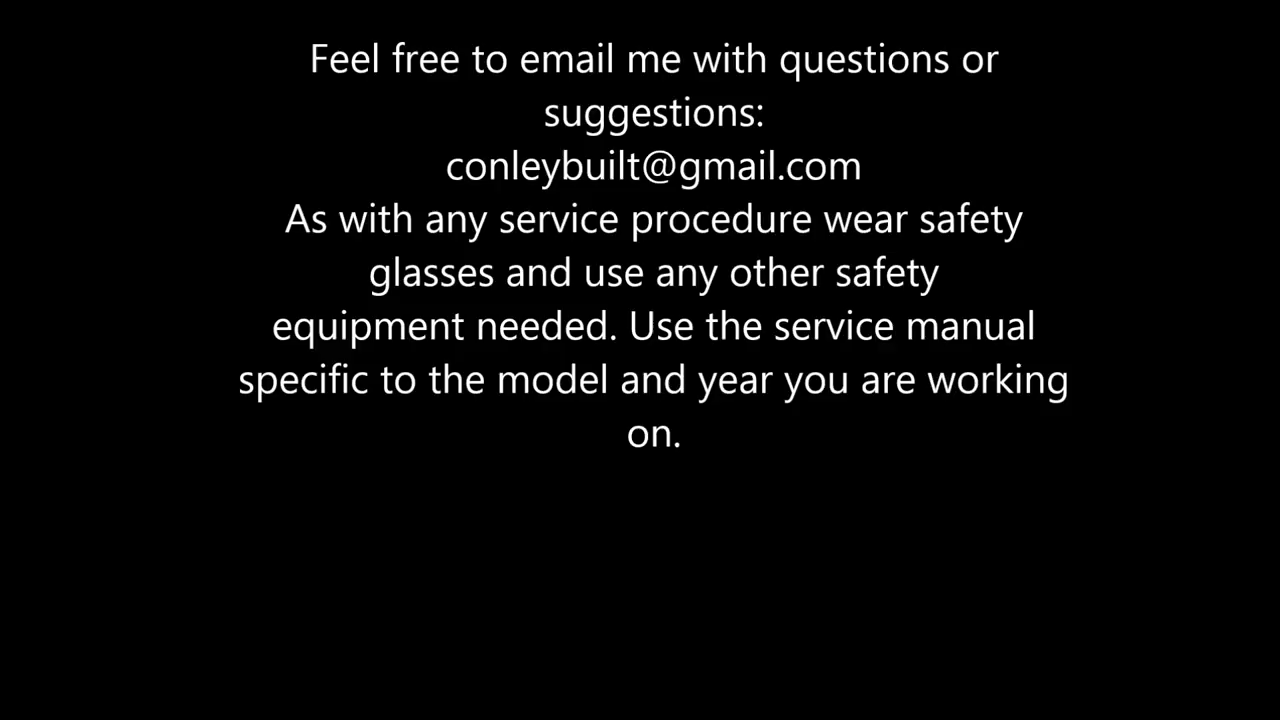 Feel free to email me with questions or
suggestions:
conleybuilt@gmail.com
As with any service procedure wear safety
glasses and use any other safety
equipment needed. Use the service manual
specific to the model and year you are working
on.